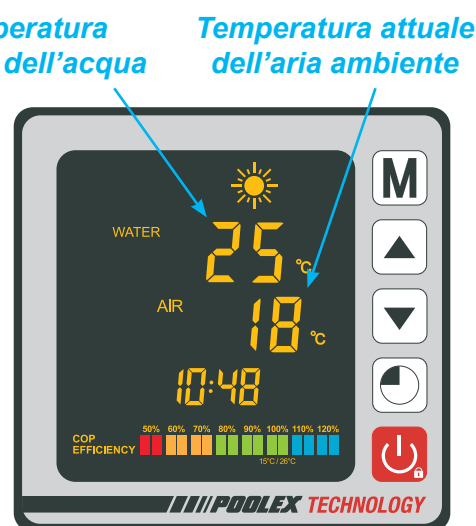 Temperatura attuale
dell'acqua
dell'aria ambiente
M
WATER
25 °C
AIR
18 °C
10:48
50% 60% 70% 80% 90% 100% 110% 120%
COP
EFFICIENCY
15°C / 26°C
POOLEX TECHNOLOGY